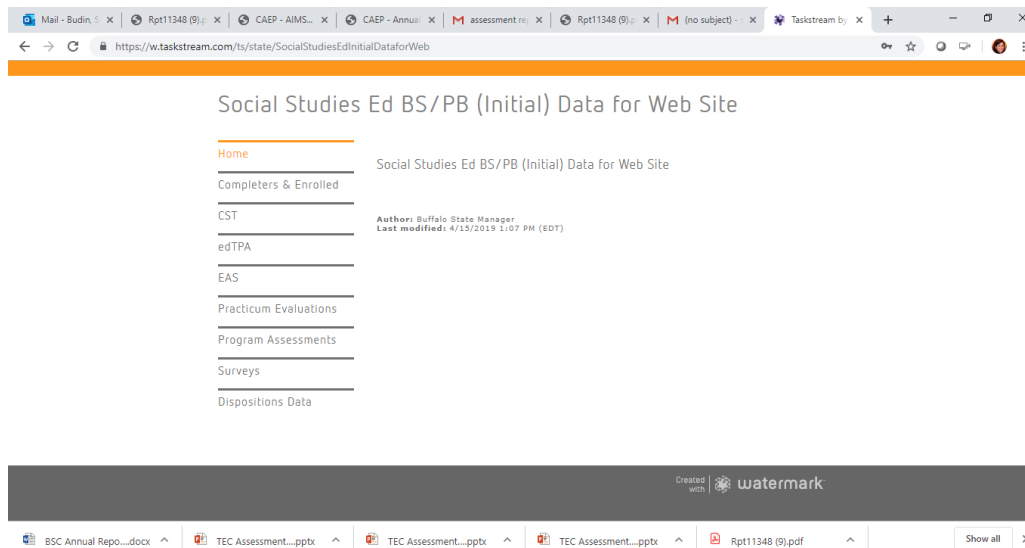 Mail - Budin, S
Rpt11348 (9).p
CAEP - AIMS...
CAEP - Annual
assessment re
Rpt11348 (9).p
(no subject) -
Taskstream by
https://w.taskstream.com/ts/state/SocialStudiesEdInitialDataforWeb
Social Studies Ed BS/PB (Initial) Data for Web Site
Home
Social Studies Ed BS/PB (Initial) Data for Web Site
Completers & Enrolled
CST
Author: Buffalo State Manager
Last modified: 4/15/2019 1:07 PM (EDT)
edTPA
EAS
Practicum Evaluations
Program Assessments
Surveys
Dispositions Data
Created
with
watermark
BSC Annual Repo....docx
TEC Assessment....pptx
TEC Assessment....pptx
TEC Assessment....pptx
Rpt11348 (9).pdf
Show all